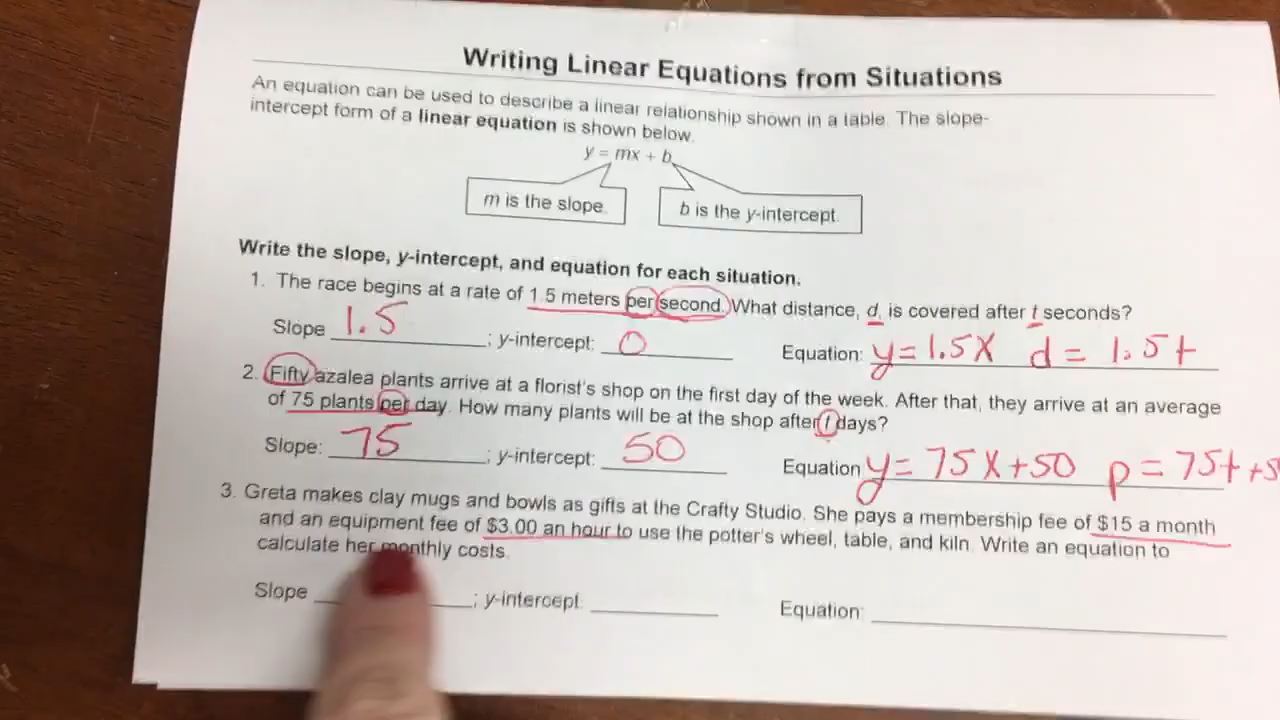 Writing Linear Equations from Situations
An equation can be used to describe a linear relationship shown in a table. The slope-
intercept form of a linear equation is shown below.
y = mx + b
m is the slope.
b is the y-intercept.
Write the slope, y-intercept, and equation for each situation.
1. The race begins at a rate of 1.5 meters per second. What distance, d, is covered after t seconds?
Slope 1.5 ; y-intercept: 0 Equation: y = 1.5x d = 1.5t
2. Fifty azalea plants arrive at a florist's shop on the first day of the week. After that, they arrive at an average
of 75 plants per day. How many plants will be at the shop after t days?
Slope: 75 ; y-intercept: 50 Equation y = 75x+50 p = 75t +5
3. Greta makes clay mugs and bowls as gifts at the Crafty Studio. She pays a membership fee of $15 a month
and an equipment fee of $3.00 an hour to use the potter's wheel, table, and kiln. Write an equation to
calculate her monthly costs.
Slope ; y-intercept: Equation: